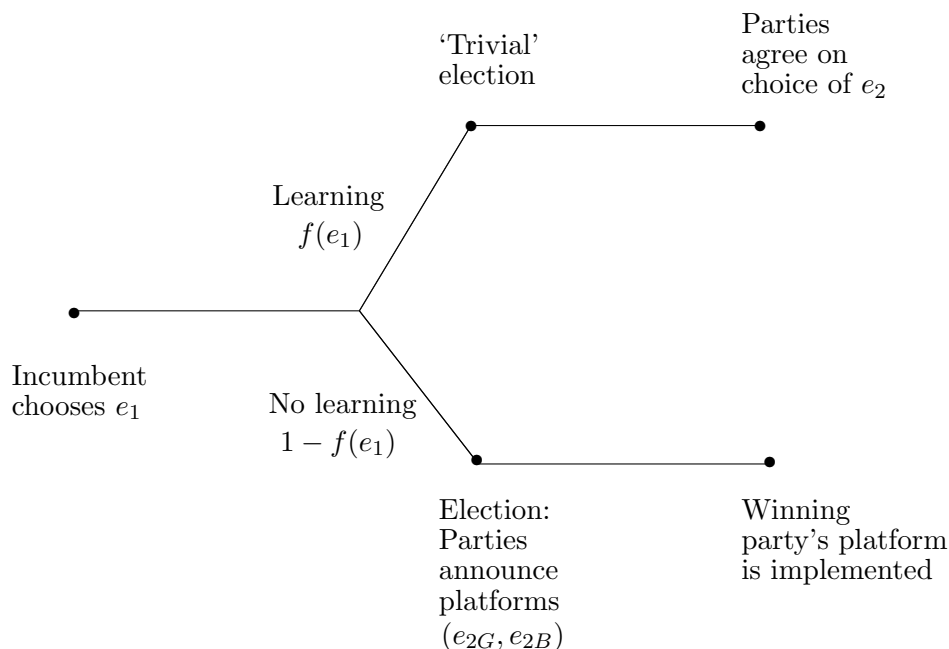 ‘Trivial’
election
Parties
agree on
choice of e₂
Learning
f(e₁)
Incumbent
chooses e₁
No learning
1 − f(e₁)
Election:
Parties
announce
platforms
(e₂G, e₂B)
Winning
party’s platform
is implemented